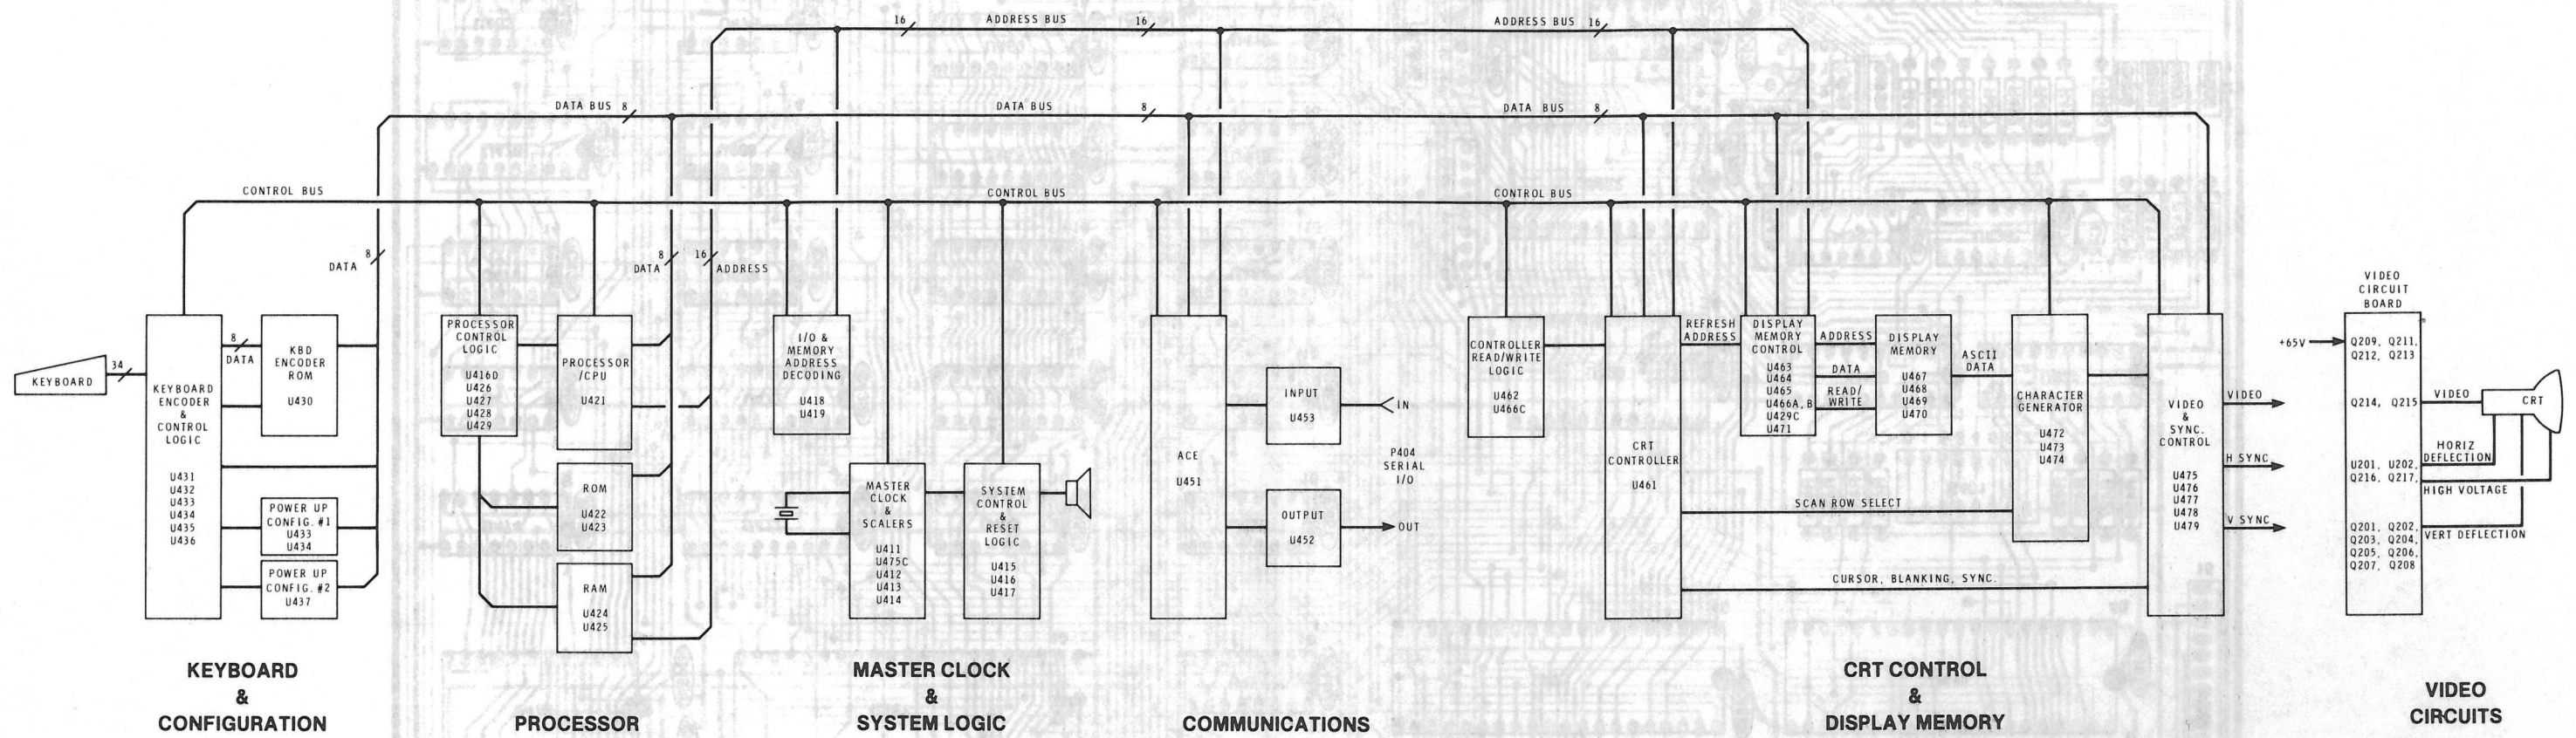 16 ADDRESS BUS 16
ADDRESS BUS 16
DATA BUS 8
DATA BUS 8
DATA BUS 8
CONTROL BUS
CONTROL BUS
CONTROL BUS
8
DATA
8
DATA
16
ADDRESS
KEYBOARD
34
KEYBOARD
ENCODER
&
CONTROL
LOGIC
U431
U432
U433
U434
U435
U436
8
DATA
KBD
ENCODER
ROM
U430
POWER UP
CONFIG. #1
U433
U434
POWER UP
CONFIG. #2
U437
PROCESSOR
CONTROL
LOGIC
U416D
U426
U427
U428
U429
PROCESSOR
/CPU
U421
ROM
U422
U423
RAM
U424
U425
I/O &
MEMORY
ADDRESS
DECODING
U418
U419
MASTER
CLOCK
&
SCALERS
U411
U475C
U412
U413
U414
SYSTEM
CONTROL
&
RESET
LOGIC
U415
U416
U417
ACE
U451
INPUT
U453
IN
P404
SERIAL
I/O
OUTPUT
U452
OUT
CONTROLLER
READ/WRITE
LOGIC
U462
U466C
CRT
CONTROLLER
U461
REFRESH
ADDRESS
DISPLAY
MEMORY
CONTROL
U463
U464
U465
U466A, B
U429C
U471
ADDRESS
DATA
READ/
WRITE
DISPLAY
MEMORY
U467
U468
U469
U470
ASCII
DATA
CHARACTER
GENERATOR
U472
U473
U474
SCAN ROW SELECT
CURSOR, BLANKING, SYNC.
VIDEO
&
SYNC.
CONTROL
U475
U476
U477
U478
U479
VIDEO
H SYNC
V SYNC
VIDEO
CIRCUIT
BOARD
+65V
Q209, Q211,
Q212, Q213
Q214, Q215
U201, U202,
Q216, Q217,
Q201, Q202,
Q203, Q204,
Q205, Q206,
Q207, Q208
VIDEO
CRT
HORIZ
DEFLECTION
HIGH VOLTAGE
VERT DEFLECTION
KEYBOARD
&
CONFIGURATION
PROCESSOR
MASTER CLOCK
&
SYSTEM LOGIC
COMMUNICATIONS
CRT CONTROL
&
DISPLAY MEMORY
VIDEO
CIRCUITS